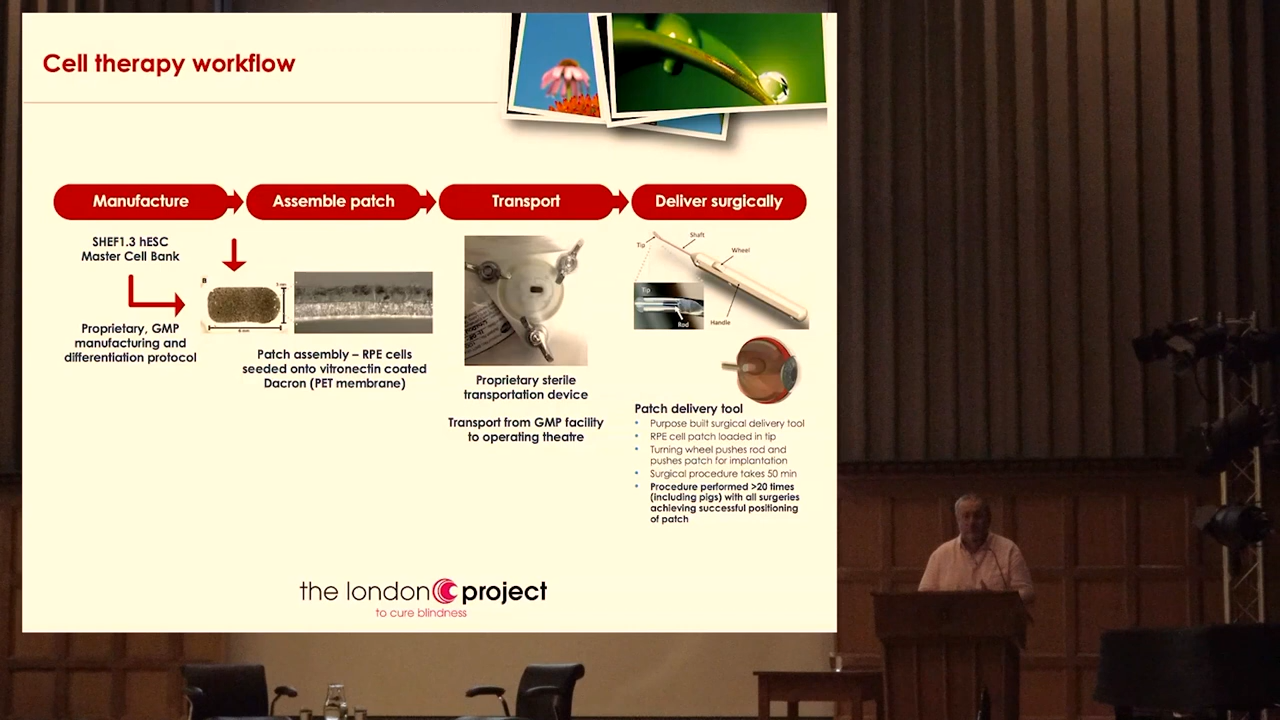 Cell therapy workflow
Manufacture
Assemble patch
Transport
Deliver surgically
SHEF1.3 hESC
Master Cell Bank
Proprietary, GMP
manufacturing and
differentiation protocol
B
6 mm
Patch assembly – RPE cells
seeded onto vitronectin coated
Dacron (PET membrane)
Proprietary sterile
transportation device
Transport from GMP facility
to operating theatre
Tip
Shaft
Wheel
Tip
Rod
Handle
Patch delivery tool
• Purpose built surgical delivery tool
• RPE cell patch loaded in tip
• Turning wheel pushes rod and
pushes patch for implantation
• Surgical procedure takes 50 min
• Procedure performed >20 times
(including pigs) with all surgeries
achieving successful positioning
of patch
the london project
to cure blindness